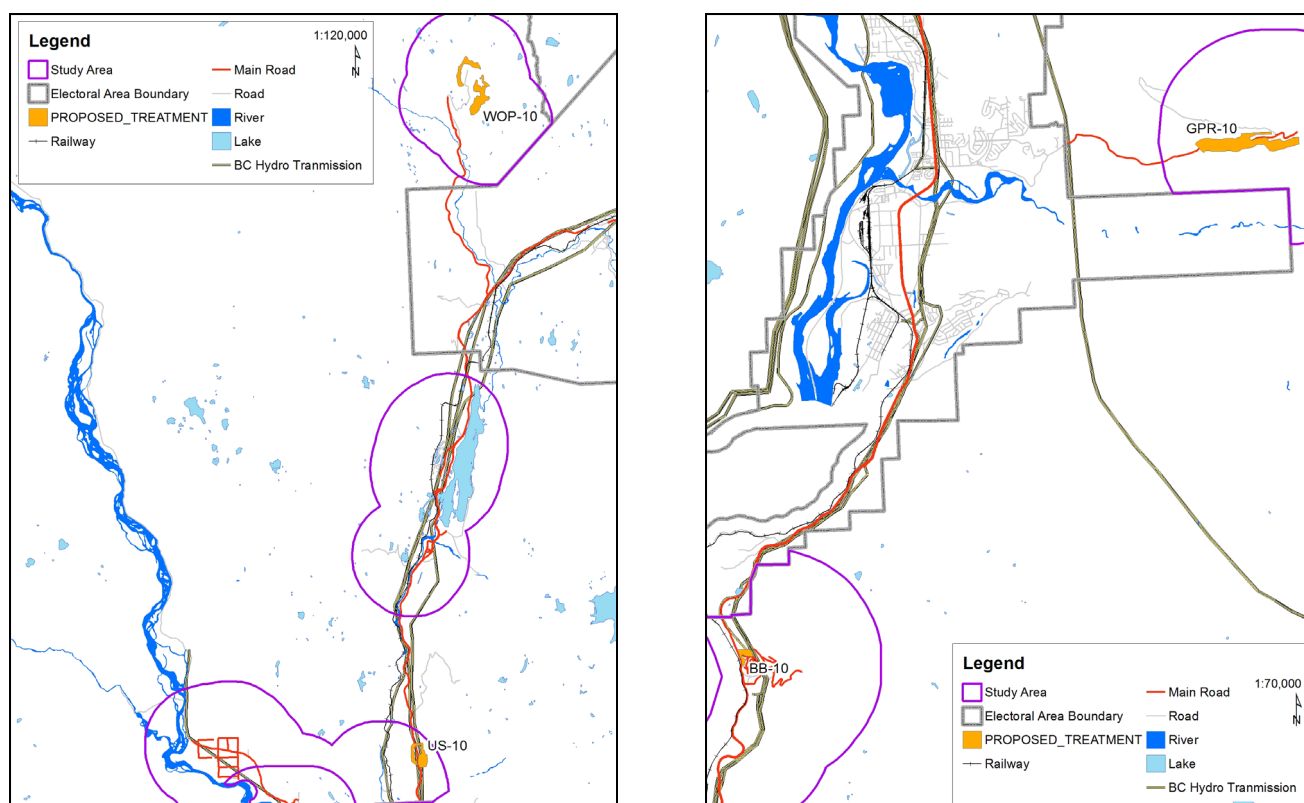 Legend
1:120,000
N
Study Area
Main Road
Electoral Area Boundary
Road
PROPOSED_TREATMENT
River
Railway
Lake
BC Hydro Tranmission
WOP-10
US-10
GPR-10
BB-10
Legend
1:70,000
N
Study Area
Main Road
Electoral Area Boundary
Road
PROPOSED_TREATMENT
River
Railway
Lake
BC Hydro Tranmission